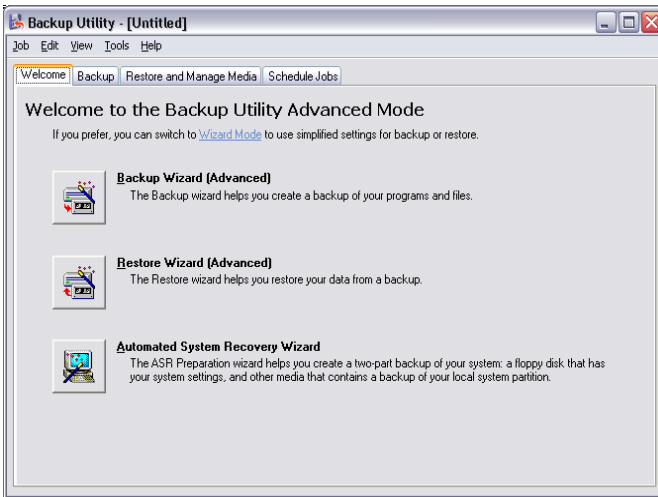 Backup Utility - [Untitled]
Job Edit View Tools Help
Welcome Backup Restore and Manage Media Schedule Jobs
Welcome to the Backup Utility Advanced Mode
If you prefer, you can switch to Wizard Mode to use simplified settings for backup or restore.
Backup Wizard (Advanced)
The Backup wizard helps you create a backup of your programs and files.
Restore Wizard (Advanced)
The Restore wizard helps you restore your data from a backup.
Automated System Recovery Wizard
The ASR Preparation wizard helps you create a two-part backup of your system: a floppy disk that has
your system settings, and other media that contains a backup of your local system partition.